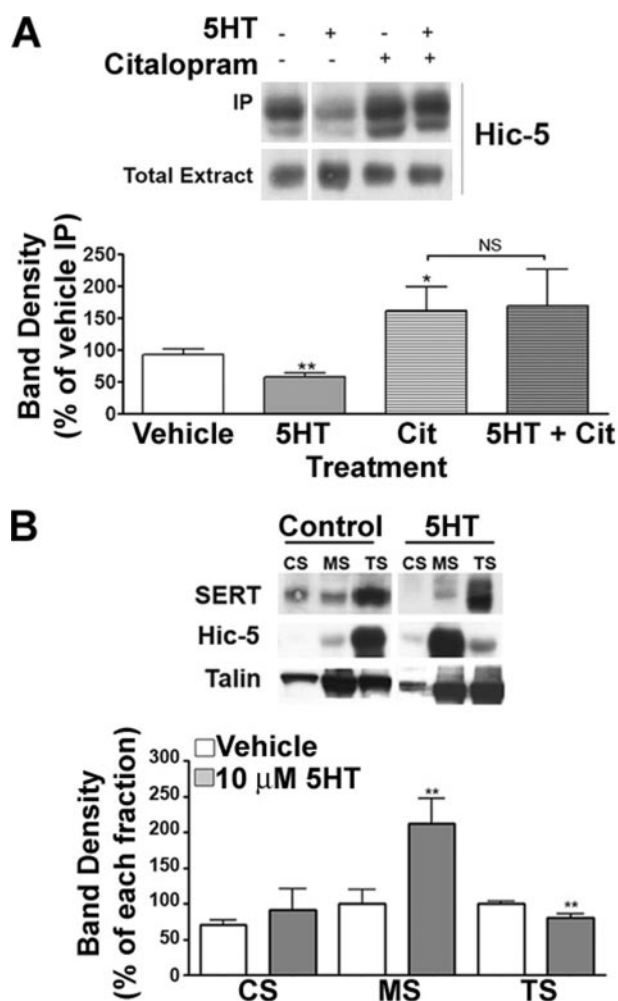 A
5HT - + - +
Citalopram - - + +
IP
Hic-5
Total Extract
Band Density
(% of vehicle IP)
250
200
150
100
50
0
*
NS
**
Vehicle 5HT Cit 5HT + Cit
Treatment
B
Control 5HT
CS MS TS CS MS TS
SERT
Hic-5
Talin
Band Density
(% of each fraction)
300
250
200
150
100
50
0
Vehicle
10 μM 5HT
**
**
CS MS TS